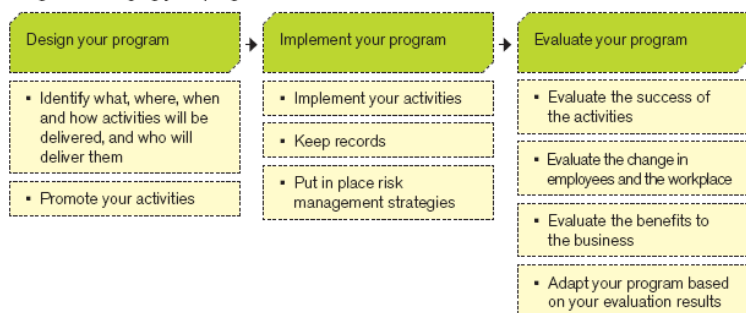 Design your program
▪ Identify what, where, when
and how activities will be
delivered, and who will
deliver them
▪ Promote your activities
Implement your program
▪ Implement your activities
▪ Keep records
▪ Put in place risk
management strategies
Evaluate your program
▪ Evaluate the success of
the activities
▪ Evaluate the change in
employees and the workplace
▪ Evaluate the benefits to
the business
▪ Adapt your program based
on your evaluation results